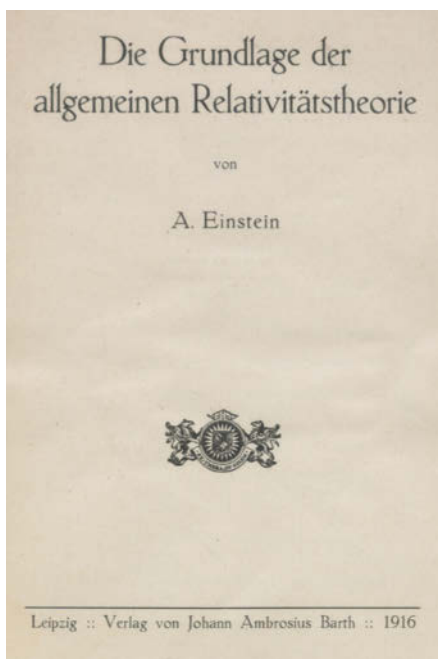 Die Grundlage der
allgemeinen Relativitätstheorie
von
A. Einstein
Leipzig :: Verlag von Johann Ambrosius Barth :: 1916